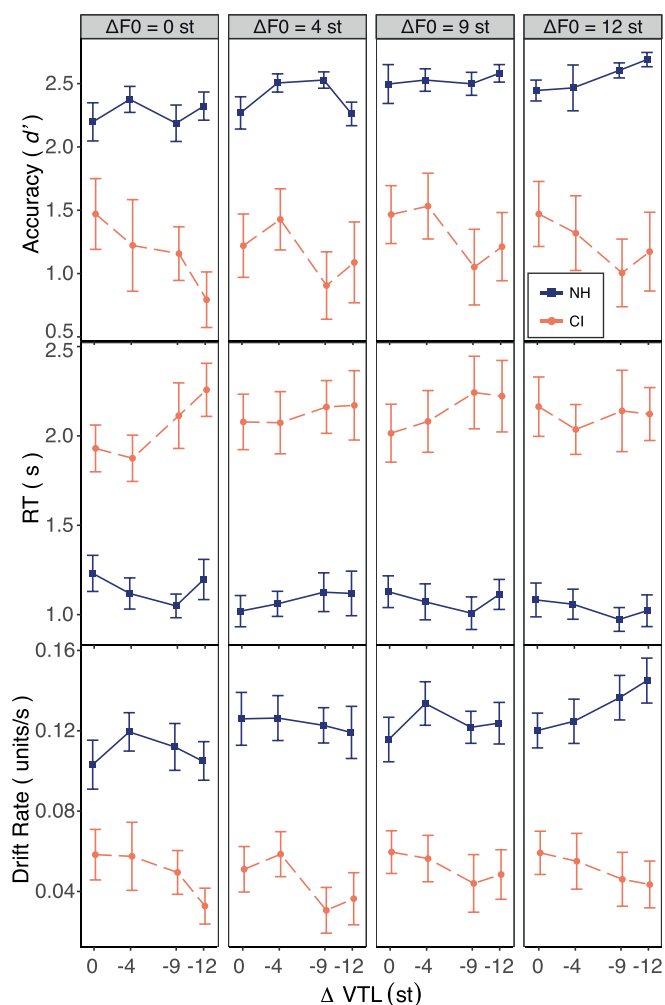 ΔF0 = 0 st ΔF0 = 4 st ΔF0 = 9 st ΔF0 = 12 st
Accuracy ( d’ )
2.5
2.0
1.5
1.0
0.5
NH
CI
RT ( s )
2.5
2.0
1.5
1.0
Drift Rate ( units/s )
0.16
0.12
0.08
0.04
0 -4 -9 -12 0 -4 -9 -12 0 -4 -9 -12 0 -4 -9 -12
Δ VTL (st)